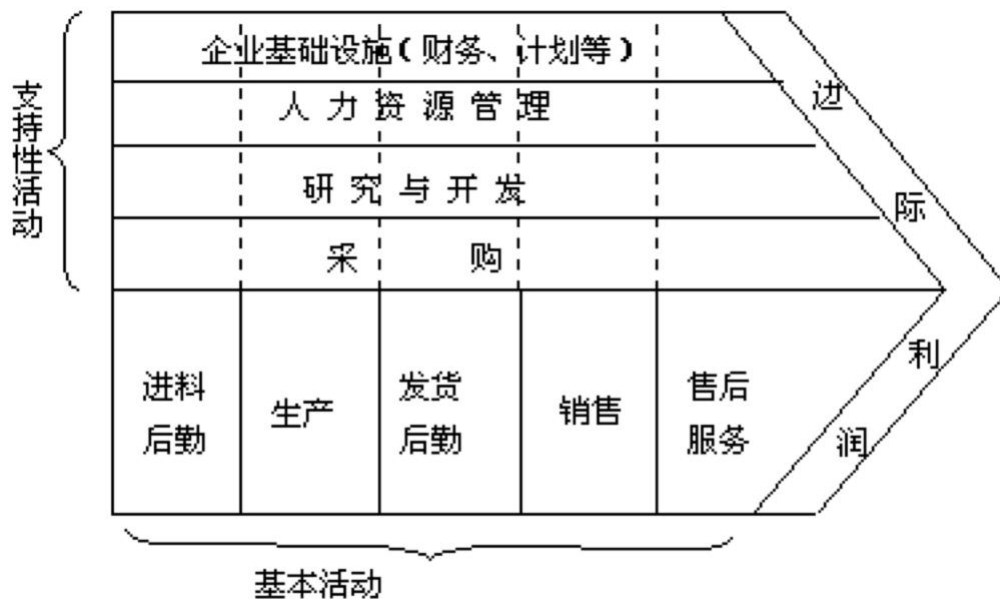 支持性活动
企业基础设施(财务、计划等)
人力资源管理
研究与开发
采购
进料
后勤
生产
发货
后勤
销售
售后
服务
边际利润
基本活动